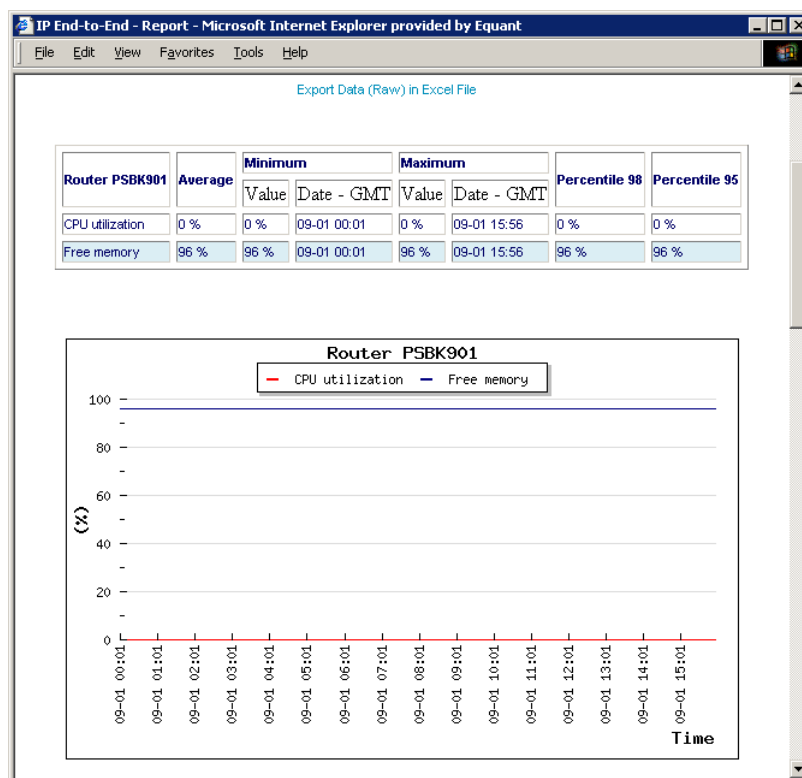 IP End-to-End - Report - Microsoft Internet Explorer provided by Equant
File Edit View Favorites Tools Help
Export Data (Raw) in Excel File
Router PSBK901 Average Minimum Maximum Percentile 98 Percentile 95
Value Date - GMT Value Date - GMT
CPU utilization 0 % 0 % 09-01 00:01 0 % 09-01 15:56 0 % 0 %
Free memory 96 % 96 % 09-01 00:01 96 % 09-01 15:56 96 % 96 %
Router PSBK901
CPU utilization Free memory
100
80
60
40
20
0
(%)
09-01 00:01
09-01 01:01
09-01 02:01
09-01 03:01
09-01 04:01
09-01 05:01
09-01 06:01
09-01 07:01
09-01 08:01
09-01 09:01
09-01 10:01
09-01 11:01
09-01 12:01
09-01 13:01
09-01 14:01
09-01 15:01
Time